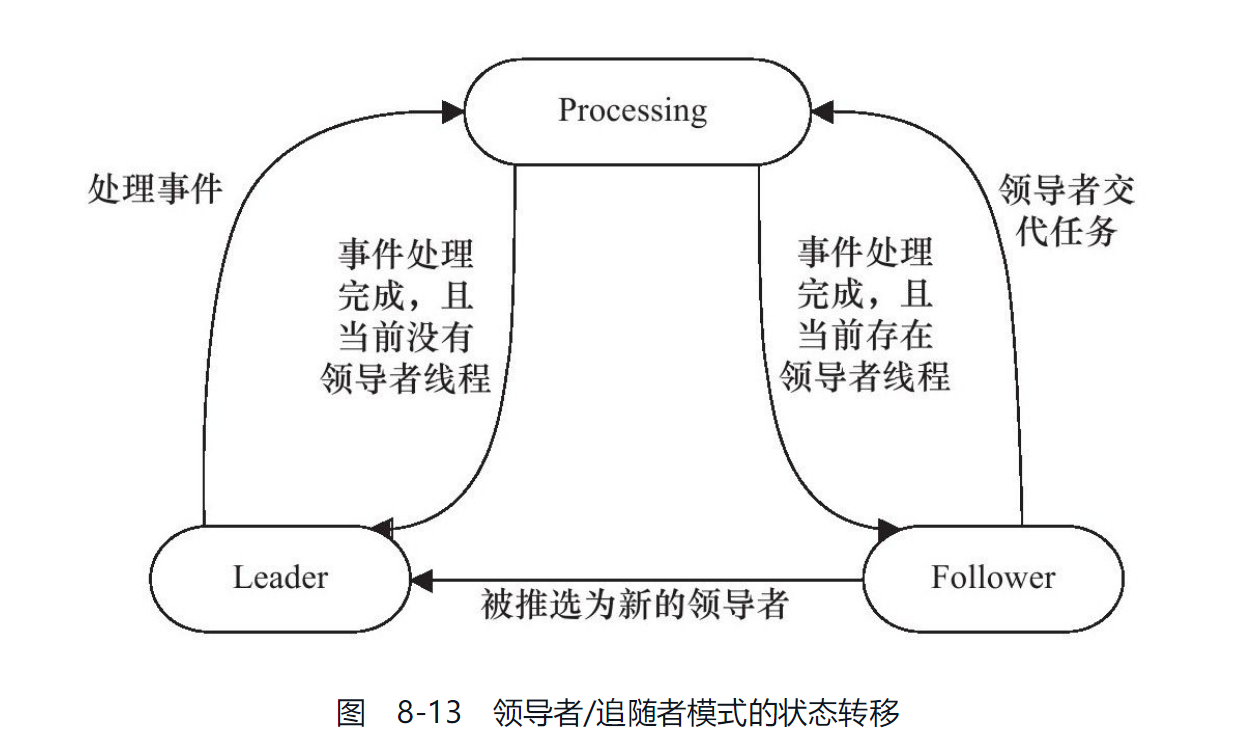 Processing
处理事件
领导者交
代任务
事件处理
完成，且
当前没有
领导者线程
事件处理
完成，且
当前存在
领导者线程
Leader
Follower
被推选为新的领导者
图 8-13 领导者/追随者模式的状态转移